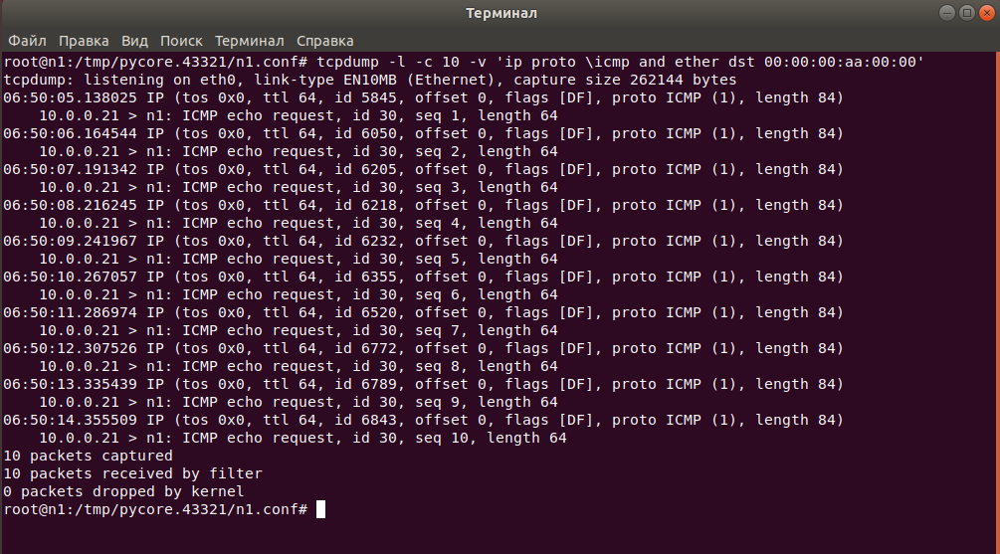 Терминал
Файл Правка Вид Поиск Терминал Справка
root@n1:/tmp/pycore.43321/n1.conf# tcpdump -l -c 10 -v 'ip proto \icmp and ether dst 00:00:00:aa:00:00'
tcpdump: listening on eth0, link-type EN10MB (Ethernet), capture size 262144 bytes
06:50:05.138025 IP (tos 0x0, ttl 64, id 5845, offset 0, flags [DF], proto ICMP (1), length 84)
    10.0.0.21 > n1: ICMP echo request, id 30, seq 1, length 64
06:50:06.164544 IP (tos 0x0, ttl 64, id 6050, offset 0, flags [DF], proto ICMP (1), length 84)
    10.0.0.21 > n1: ICMP echo request, id 30, seq 2, length 64
06:50:07.191342 IP (tos 0x0, ttl 64, id 6205, offset 0, flags [DF], proto ICMP (1), length 84)
    10.0.0.21 > n1: ICMP echo request, id 30, seq 3, length 64
06:50:08.216245 IP (tos 0x0, ttl 64, id 6218, offset 0, flags [DF], proto ICMP (1), length 84)
    10.0.0.21 > n1: ICMP echo request, id 30, seq 4, length 64
06:50:09.241967 IP (tos 0x0, ttl 64, id 6232, offset 0, flags [DF], proto ICMP (1), length 84)
    10.0.0.21 > n1: ICMP echo request, id 30, seq 5, length 64
06:50:10.267057 IP (tos 0x0, ttl 64, id 6355, offset 0, flags [DF], proto ICMP (1), length 84)
    10.0.0.21 > n1: ICMP echo request, id 30, seq 6, length 64
06:50:11.286974 IP (tos 0x0, ttl 64, id 6520, offset 0, flags [DF], proto ICMP (1), length 84)
    10.0.0.21 > n1: ICMP echo request, id 30, seq 7, length 64
06:50:12.307526 IP (tos 0x0, ttl 64, id 6772, offset 0, flags [DF], proto ICMP (1), length 84)
    10.0.0.21 > n1: ICMP echo request, id 30, seq 8, length 64
06:50:13.335439 IP (tos 0x0, ttl 64, id 6789, offset 0, flags [DF], proto ICMP (1), length 84)
    10.0.0.21 > n1: ICMP echo request, id 30, seq 9, length 64
06:50:14.355509 IP (tos 0x0, ttl 64, id 6843, offset 0, flags [DF], proto ICMP (1), length 84)
    10.0.0.21 > n1: ICMP echo request, id 30, seq 10, length 64
10 packets captured
10 packets received by filter
0 packets dropped by kernel
root@n1:/tmp/pycore.43321/n1.conf#